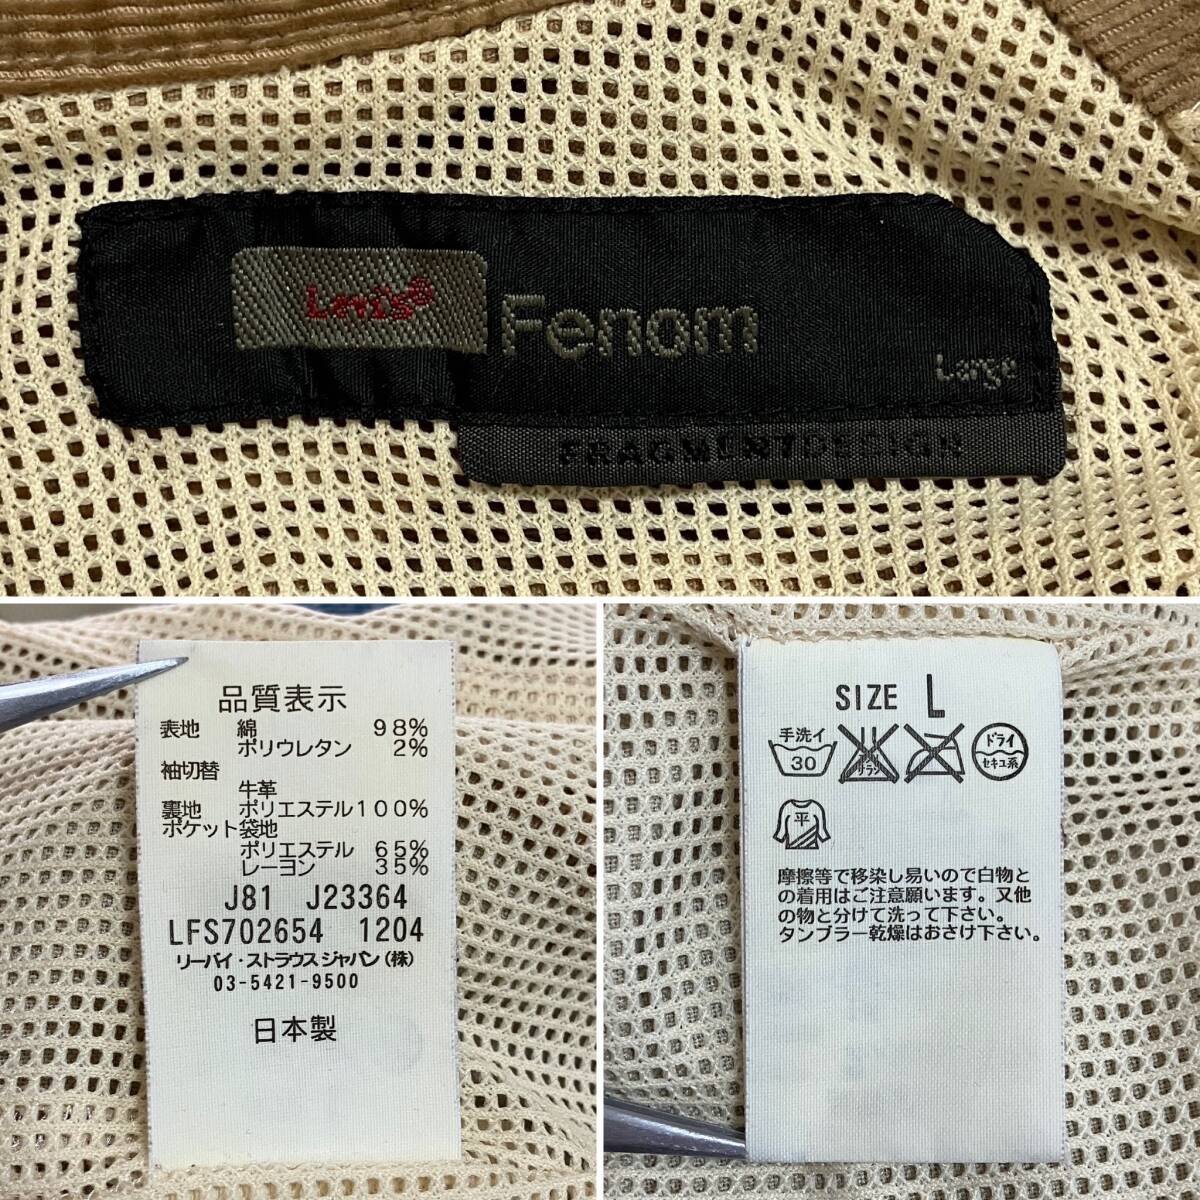 Levi's®
Fenom
Large
FRAGMENTDESIGN
品質表示
表地 綿 98%
ポリウレタン 2%
袖切替
牛革
裏地 ポリエステル100%
ポケット袋地
ポリエステル 65%
レーヨン 35%
J81 J23364
LFS702654 1204
リーバイ・ストラウスジャパン(株)
03-5421-9500
日本製
SIZE L
手洗イ
30
エンソサラシ
ドライ
セキユ系
平
摩擦等で移染し易いので白物と
の着用はご注意願います。又他
の物と分けて洗って下さい。
タンブラー乾燥はおさけ下さい。